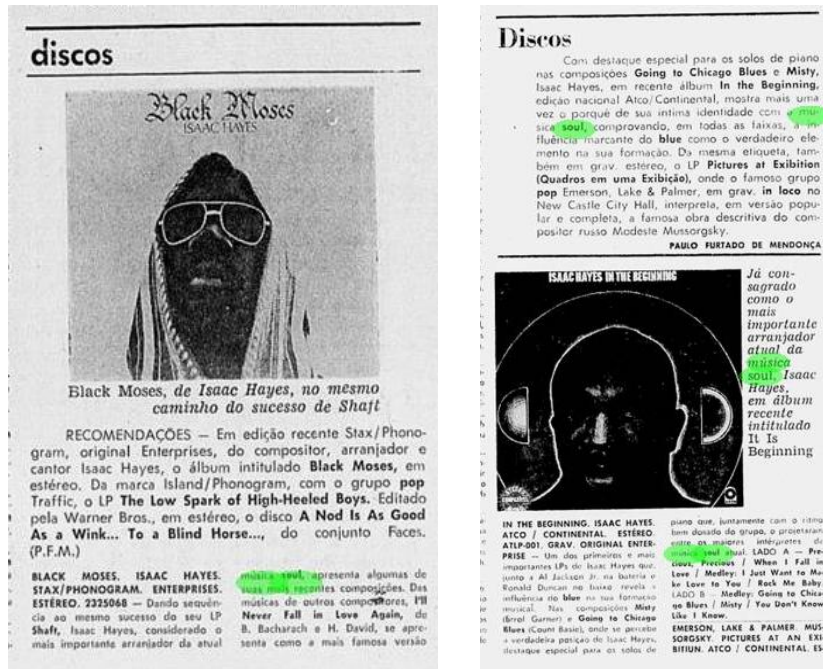 discos
Black Moses
ISAAC HAYES
Black Moses, de Isaac Hayes, no mesmo
caminho do sucesso de Shaft
RECOMENDAÇÕES — Em edição recente Stax/Phono-
gram, original Enterprises, do compositor, arranjador e
cantor Isaac Hayes, o álbum intitulado Black Moses, em
estéreo. Da marca Island/Phonogram, com o grupo pop
Traffic, o LP The Low Spark of High-Heeled Boys. Editado
pela Warner Bros., em estéreo, o disco A Nod Is As Good
As a Wink... To a Blind Horse..., do conjunto Faces.
(P.F.M.)
BLACK MOSES. ISAAC HAYES.
STAX/PHONOGRAM. ENTERPRISES.
ESTÉREO. 2325068 — Dando sequên-
cia ao mesmo sucesso do seu LP
Shaft, Isaac Hayes, considerado o
mais importante arranjador da atual
música soul, apresenta algumas de
suas mais recentes composições. Das
músicas de outros compositores, I'll
Never Fall in Love Again, de
B. Bacharach e H. David, se apre-
senta como a mais famosa versão
Discos
Com destaque especial para os solos de piano
nas composições Going to Chicago Blues e Misty,
Isaac Hayes, em recente álbum In the Beginning,
edição nacional Atco/Continental, mostra mais uma
vez o porquê de sua íntima identidade com a mú-
sica soul, comprovando, em todas as faixas, a in-
fluência marcante do blue como o verdadeiro ele-
mento na sua formação. Da mesma etiqueta, tam-
bém em grav. estéreo, o LP Pictures at Exibition
(Quadros em uma Exibição), onde o famoso grupo
pop Emerson, Lake & Palmer, em grav. in loco no
New Castle City Hall, interpreta, em versão popu-
lar e completa, a famosa obra descritiva do com-
positor russo Modeste Mussorgsky.
PAULO FURTADO DE MENDONÇA
ISAAC HAYES IN THE BEGINNING
Já con-
sagrado
como o
mais
importante
arranjador
atual da
música
soul, Isaac
Hayes,
em álbum
recente
intitulado
It Is
Beginning
IN THE BEGINNING. ISAAC HAYES.
ATCO / CONTINENTAL. ESTÉREO.
ATLP-001. GRAV. ORIGINAL ENTER-
PRISE — Um dos primeiros e mais
importantes LPs de Isaac Hayes que,
junto a Al Jackson Jr. na bateria e
Ronald Duncan no baixo revela a
influência do blue na sua formação
musical. Nas composições Misty
(Errol Garner) e Going to Chicago
Blues (Count Basie), onde se percebe
a verdadeira posição de Isaac Hayes,
destaque especial para os solos de
piano que, juntamente com o ritmo
bem dosado do grupo, o projetaram
entre os maiores intérpretes da
música soul atual. LADO A — Pre-
cious, Precious / When I Fall in
Love / Medley: I Just Want to Ma-
ke Love to You / Rock Me Baby.
LADO B — Medley: Going to Chica-
go Blues / Misty / You Don't Know
Like I Know.
EMERSON, LAKE & PALMER. MUS-
SORGSKY. PICTURES AT AN EXI-
BITIUN. ATCO / CONTINENTAL. ES-